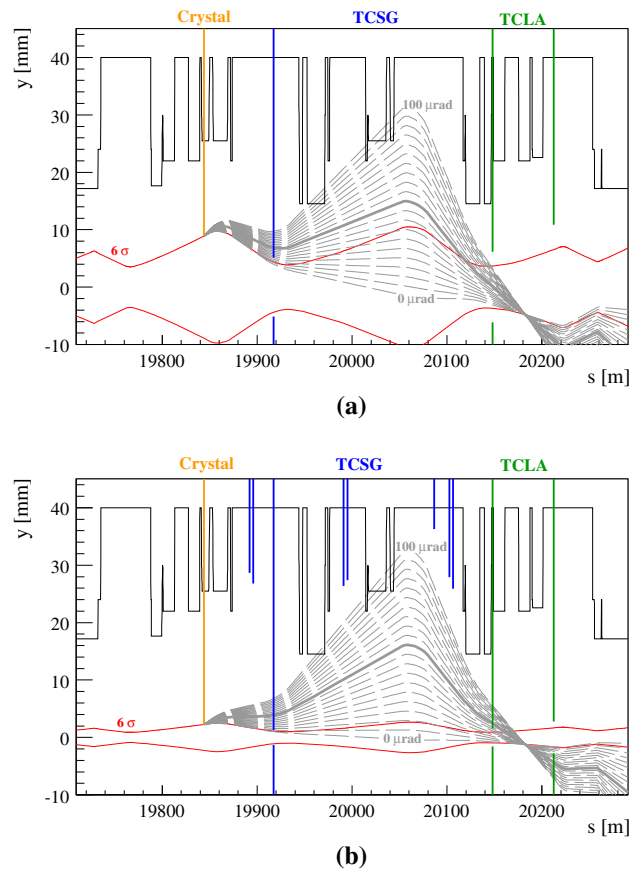 Crystal TCSG TCLA
y [mm]
40
30
20
10
0
-10
100 μrad
6 σ
0 μrad
19800 19900 20000 20100 20200
s [m]
(a)
Crystal TCSG TCLA
y [mm]
40
30
20
10
0
-10
100 μrad
6 σ
0 μrad
19800 19900 20000 20100 20200
s [m]
(b)